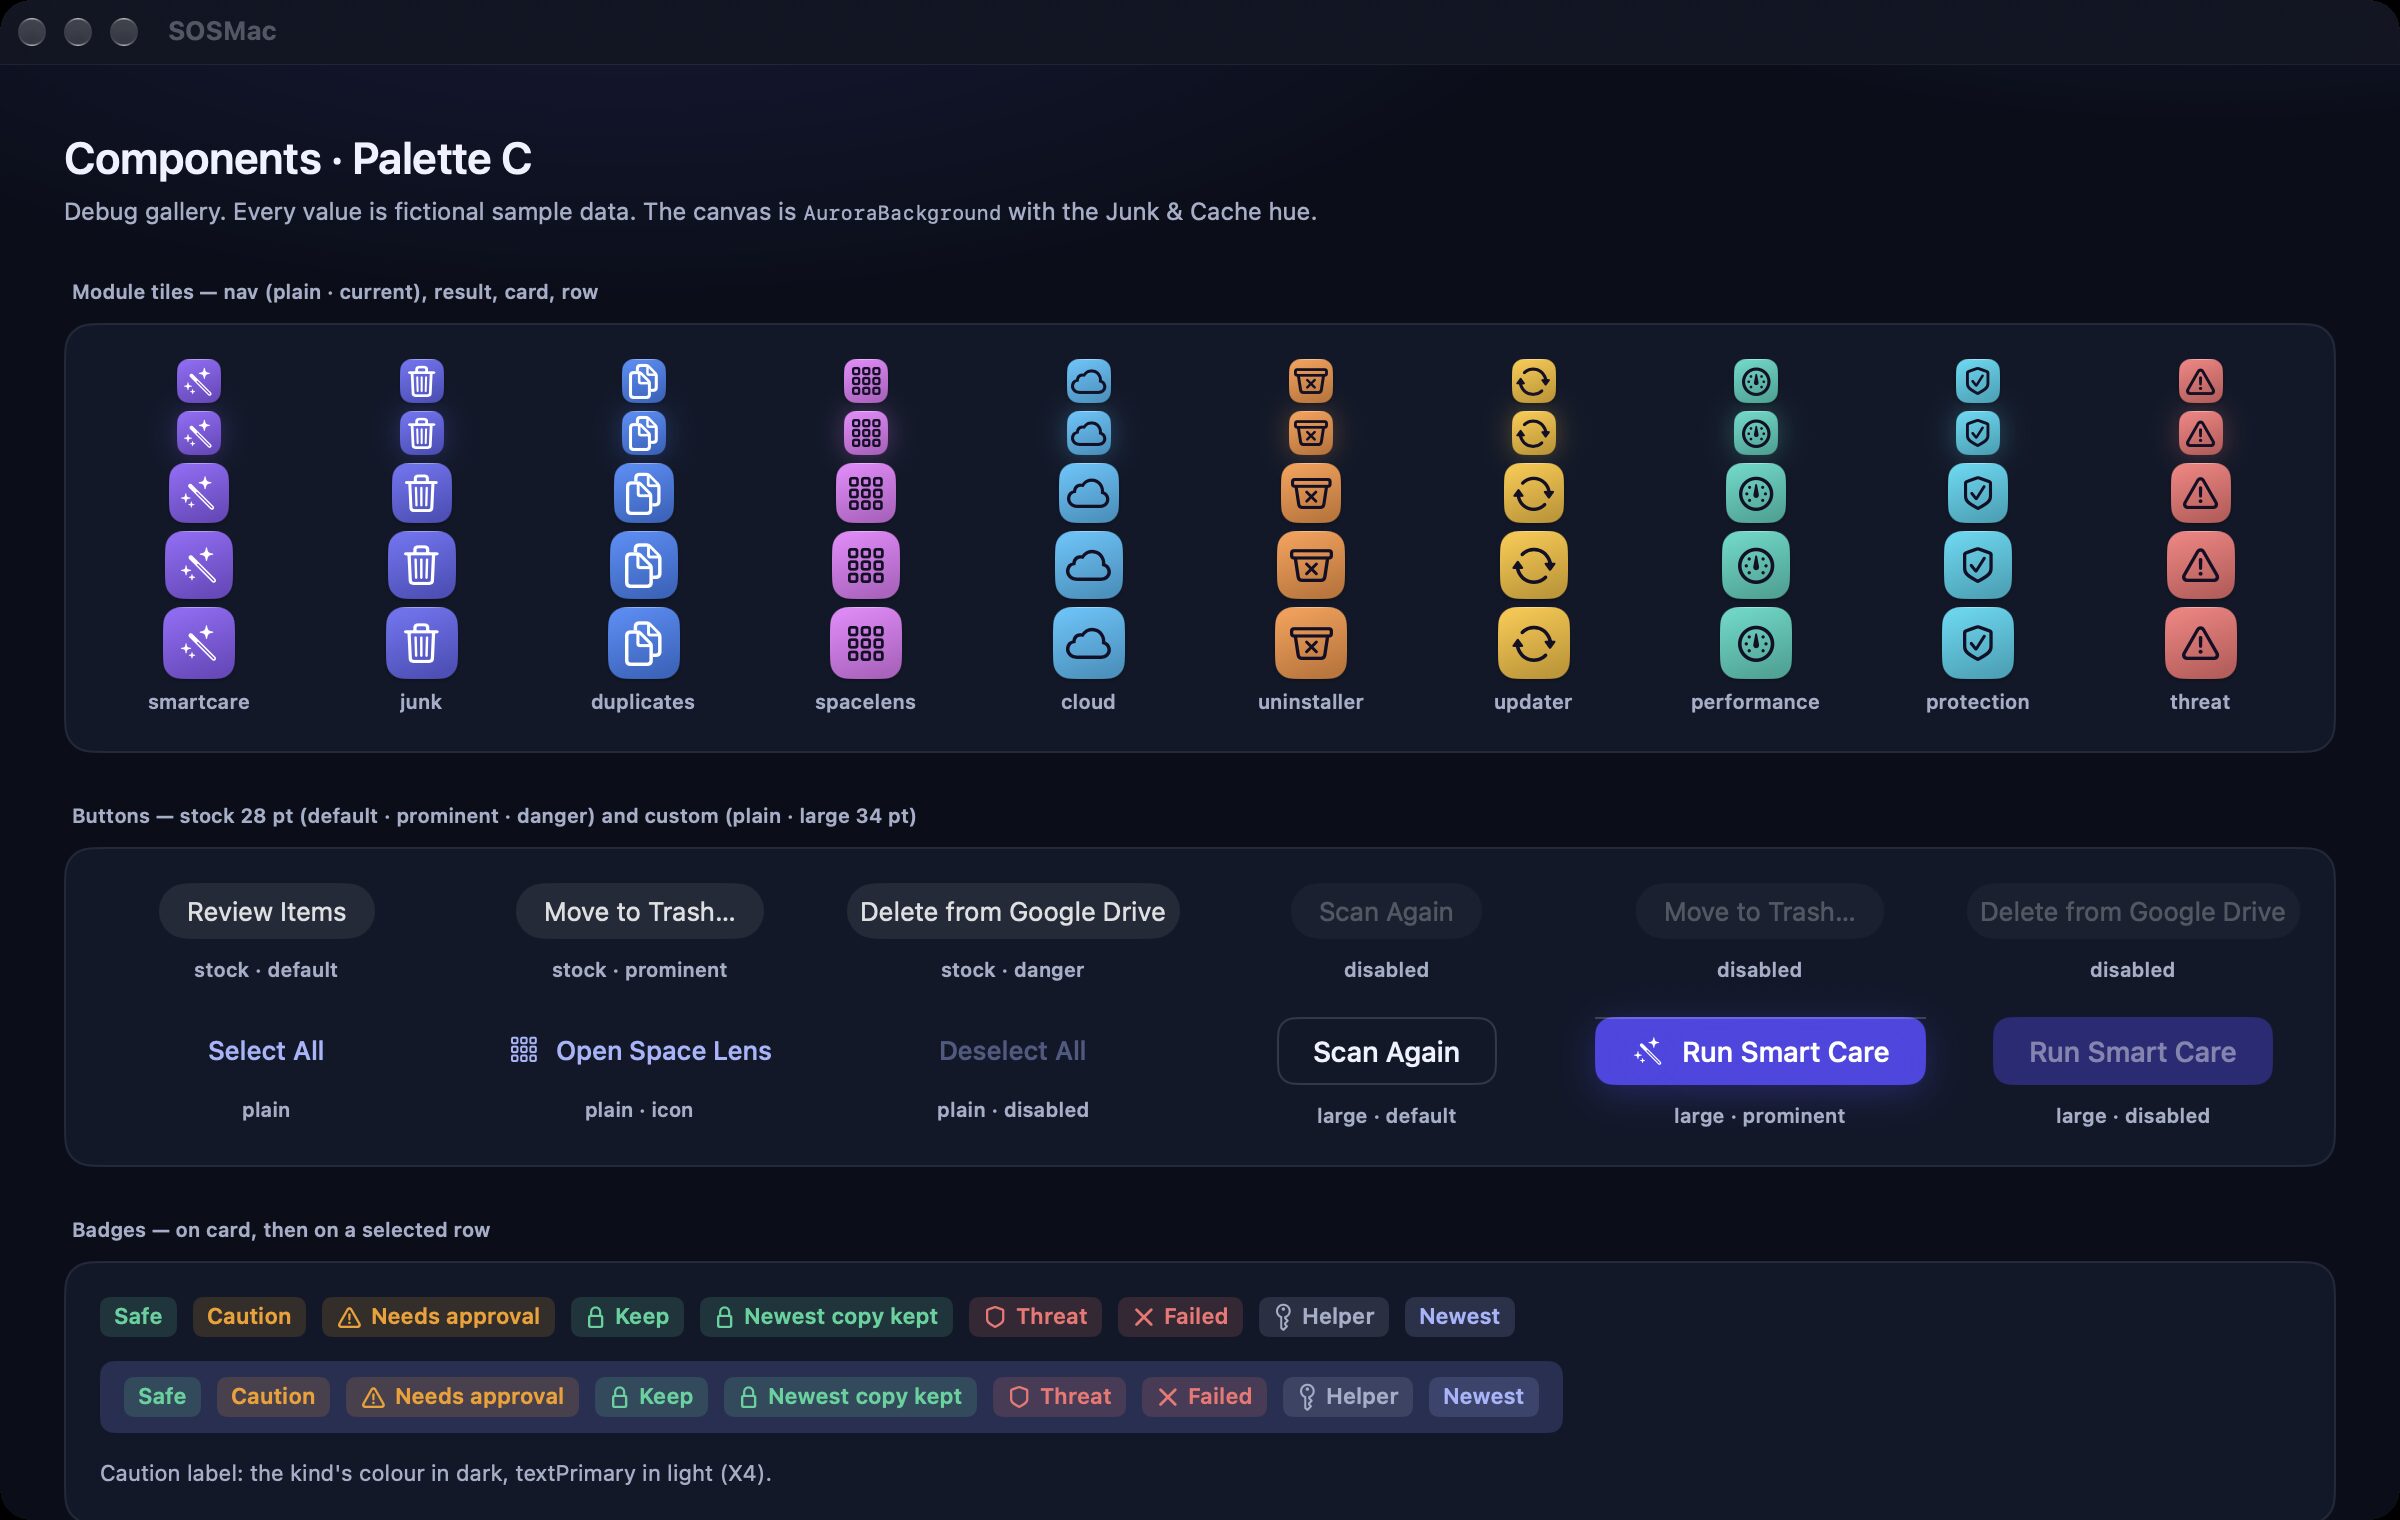 SOSMac
Components · Palette C
Debug gallery. Every value is fictional sample data. The canvas is AuroraBackground with the Junk & Cache hue.
Module tiles — nav (plain · current), result, card, row
smartcare junk duplicates spacelens cloud uninstaller updater performance protection threat
Buttons — stock 28 pt (default · prominent · danger) and custom (plain · large 34 pt)
Review Items Move to Trash... Delete from Google Drive Scan Again Move to Trash... Delete from Google Drive
stock · default stock · prominent stock · danger disabled disabled disabled
Select All Open Space Lens Deselect All Scan Again Run Smart Care Run Smart Care
plain plain · icon plain · disabled large · default large · prominent large · disabled
Badges — on card, then on a selected row
Safe Caution Needs approval Keep Newest copy kept Threat Failed Helper Newest
Safe Caution Needs approval Keep Newest copy kept Threat Failed Helper Newest
Caution label: the kind's colour in dark, textPrimary in light (X4).